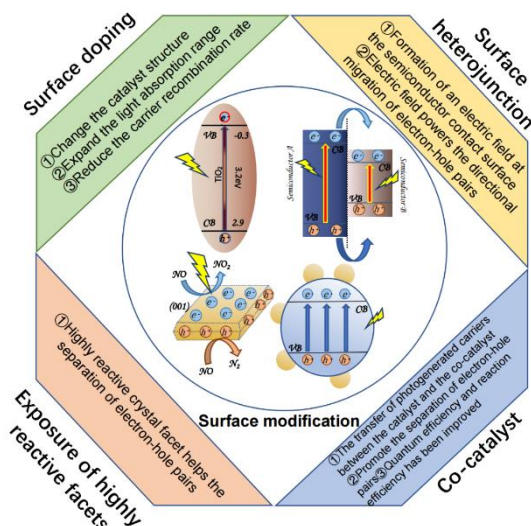 Surface doping
①Change the catalyst structure
②Expand the light absorption range
③Reduce the carrier recombination rate
Surface
heterojunction
①Formation of an electric field at
the semiconductor contact surface
②Electric field powers the directional
migration of electron-hole pairs
e⁻
VB
-0.3
TiO₂
3.2ev
CB
2.9
h⁺
e⁻ e⁻
CB
Semiconductor A
VB
h⁺ h⁺
e⁻ e⁻
Semiconductor B
h⁺ h⁺
NO
NO₂
(001)
e⁻ e⁻ e⁻
e⁻ e⁻ e⁻
h⁺ h⁺ h⁺ h⁺
NO
N₂
e⁻ e⁻ e⁻
CB
VB
h⁺ h⁺ h⁺
Surface modification
①Highly reactive crystal facet helps the
separation of electron-hole pairs
Exposure of highly
reactive facets
①The transfer of photogenerated carriers
between the catalyst and the co-catalyst
②Promote the separation of electron-hole
pairs③Quantum efficiency and reaction
efficiency has been improved
Co-catalyst